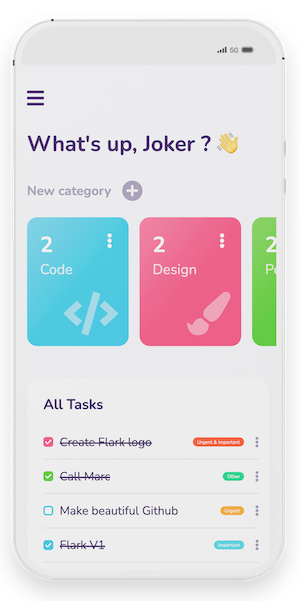 5G
What's up, Joker ? 👋
New category
2
Code
2
Design
2
All Tasks
Create Flark logo Urgent & important
Call Marc Other
Make beautiful Github Urgent
Flark V1 Important